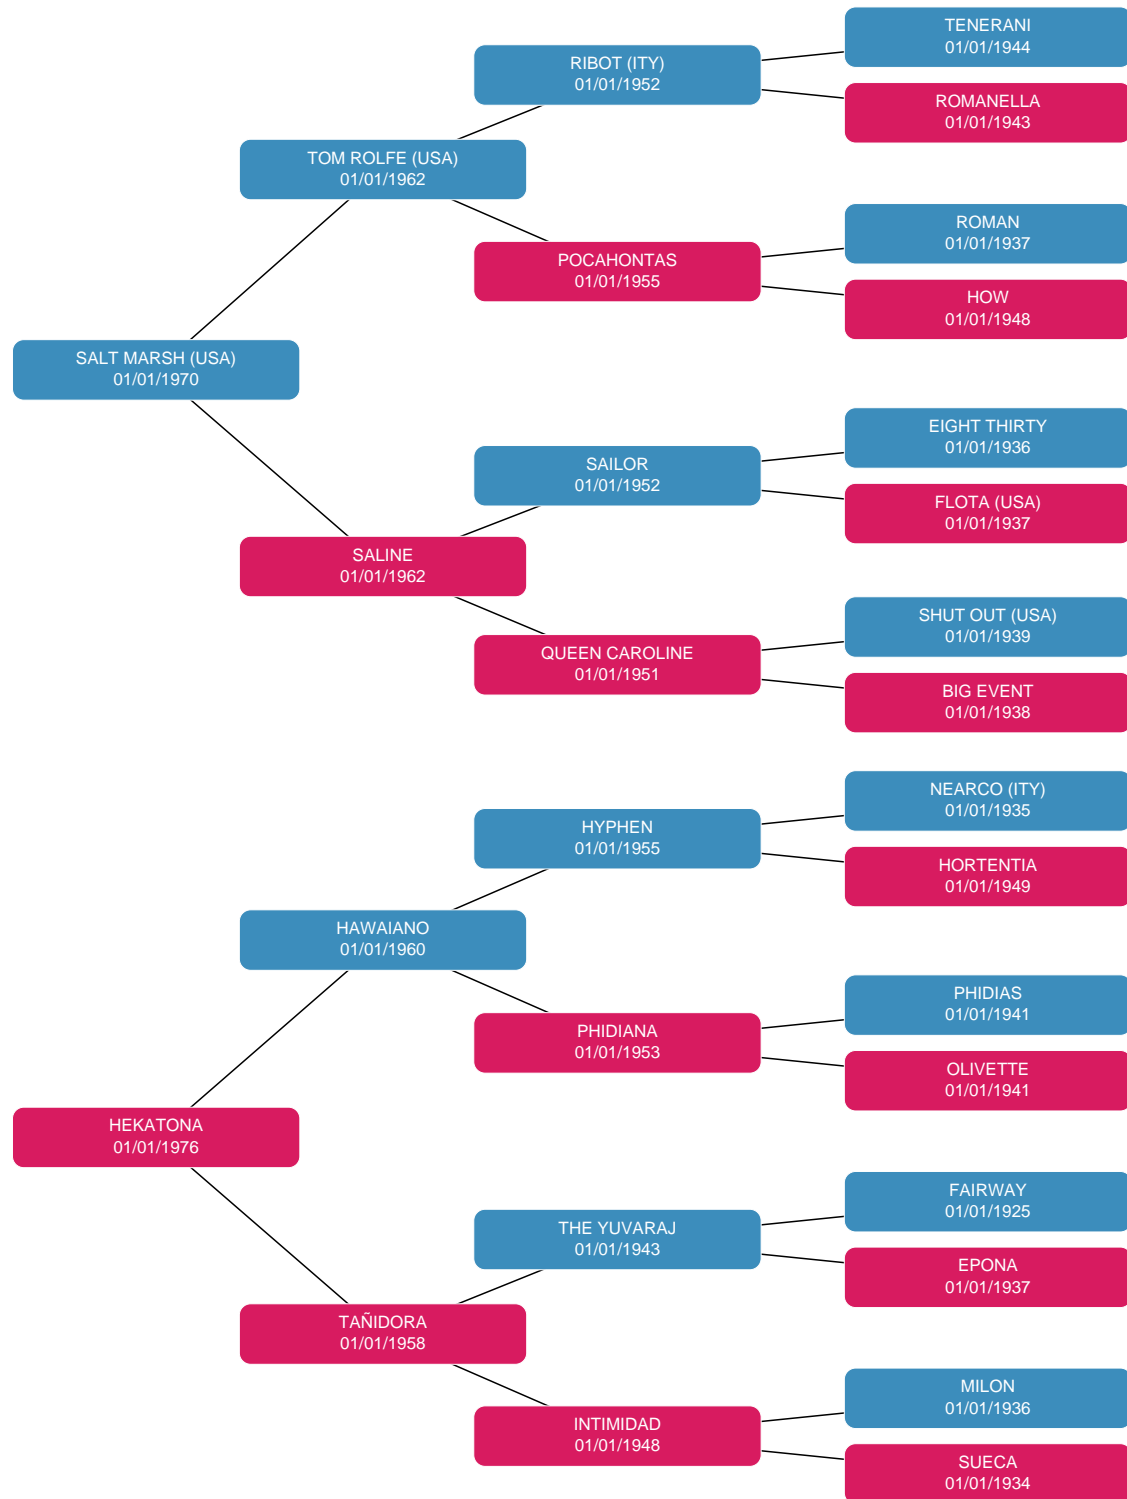 TENERANI
01/01/1944
RIBOT (ITY)
01/01/1952
ROMANELLA
01/01/1943
TOM ROLFE (USA)
01/01/1962
ROMAN
01/01/1937
POCAHONTAS
01/01/1955
HOW
01/01/1948
SALT MARSH (USA)
01/01/1970
EIGHT THIRTY
01/01/1936
SAILOR
01/01/1952
FLOTA (USA)
01/01/1937
SALINE
01/01/1962
SHUT OUT (USA)
01/01/1939
QUEEN CAROLINE
01/01/1951
BIG EVENT
01/01/1938
NEARCO (ITY)
01/01/1935
HYPHEN
01/01/1955
HORTENTIA
01/01/1949
HAWAIANO
01/01/1960
PHIDIAS
01/01/1941
PHIDIANA
01/01/1953
OLIVETTE
01/01/1941
HEKATONA
01/01/1976
FAIRWAY
01/01/1925
THE YUVARAJ
01/01/1943
EPONA
01/01/1937
TAÑIDORA
01/01/1958
MILON
01/01/1936
INTIMIDAD
01/01/1948
SUECA
01/01/1934